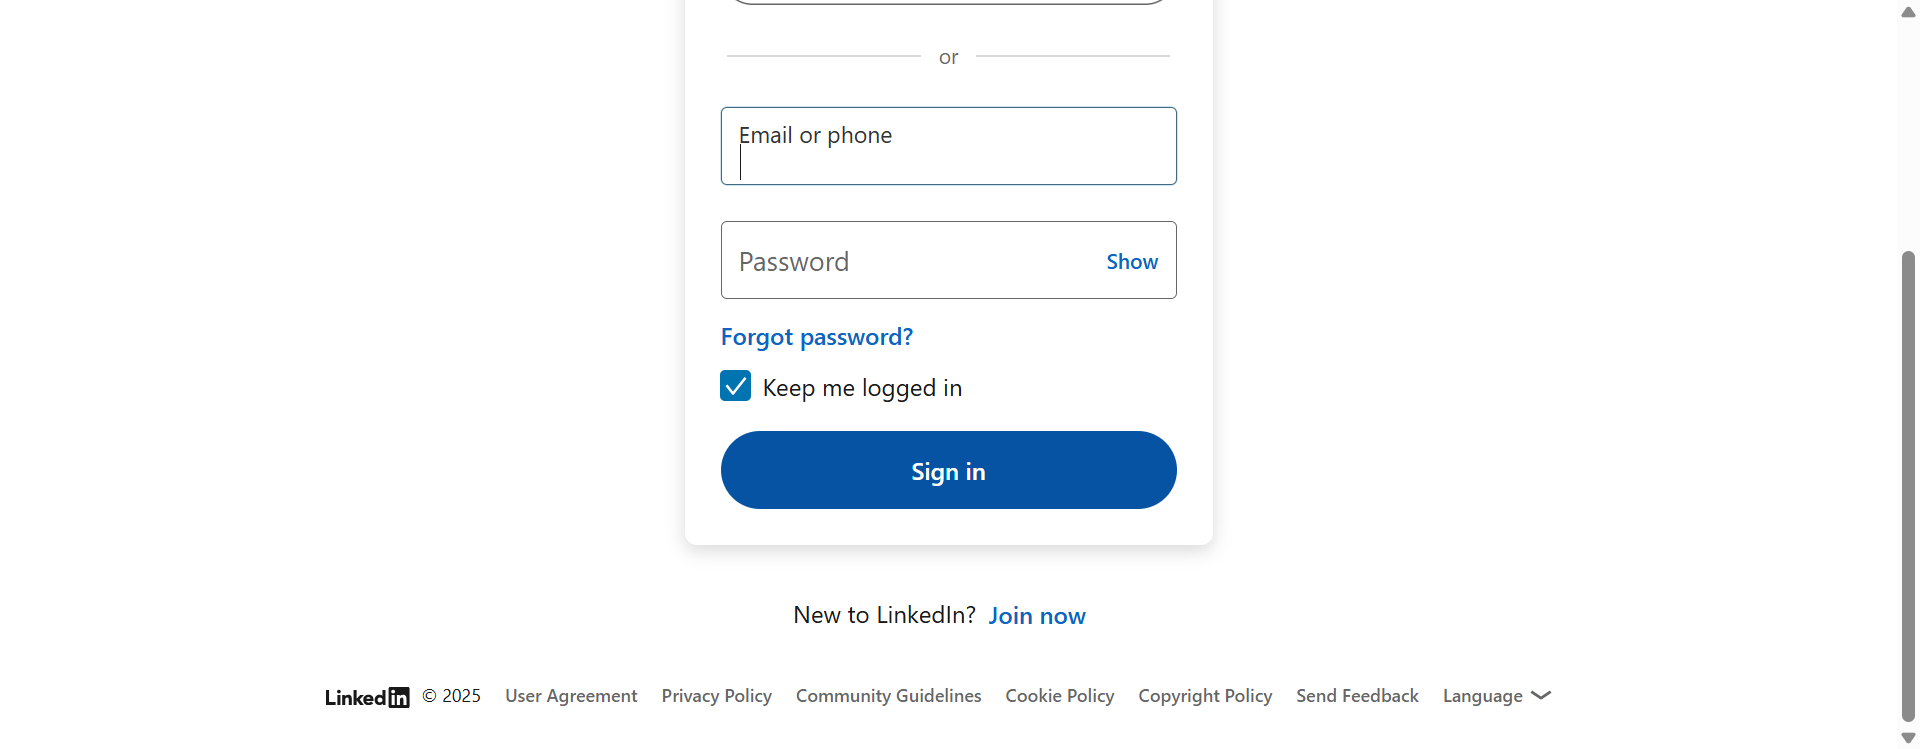 or
Email or phone
Password Show
Forgot password?
Keep me logged in
Sign in
New to LinkedIn? Join now
Linkedin © 2025 User Agreement Privacy Policy Community Guidelines Cookie Policy Copyright Policy Send Feedback Language